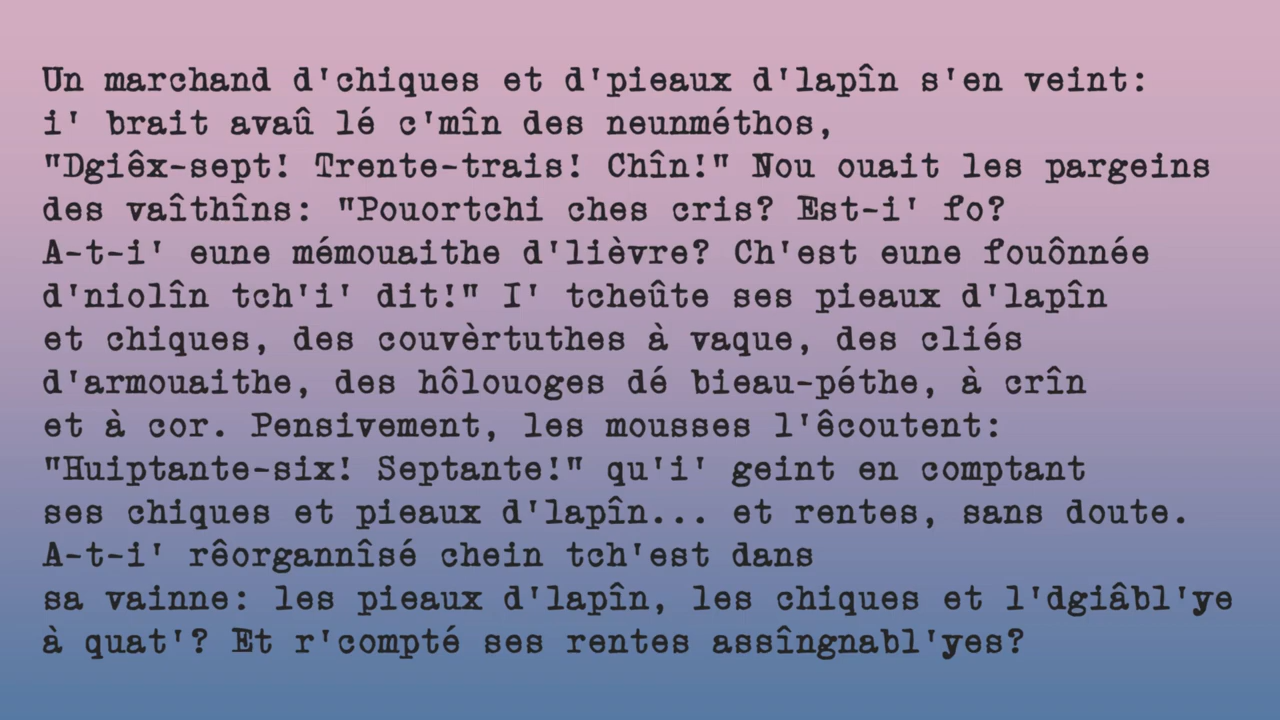 Un marchand d'chiques et d'pieaux d'lapîn s'en veint:
i' brait avaû lé c'mîn des neunméthos,
"Dgiêx-sept! Trente-trais! Chîn!" Nou ouait les pargeins
des vaîthîns: "Pouortchi ches cris? Est-i' fo?
A-t-i' eune mémouaithe d'lièvre? Ch'est eune fouônnée
d'niolîn tch'i' dit!" I' tcheûte ses pieaux d'lapîn
et chiques, des couvèrtuthes à vaque, des cliés
d'armouaithe, des hôlouoges dé bieau-péthe, à crîn
et à cor. Pensivement, les mousses l'êcoutent:
"Huiptante-six! Septante!" qu'i' geint en comptant
ses chiques et pieaux d'lapîn... et rentes, sans doute.
A-t-i' rêorgannîsé chein tch'est dans
sa vainne: les pieaux d'lapîn, les chiques et l'dgiâbl'ye
à quat'? Et r'compté ses rentes assîngnabl'yes?